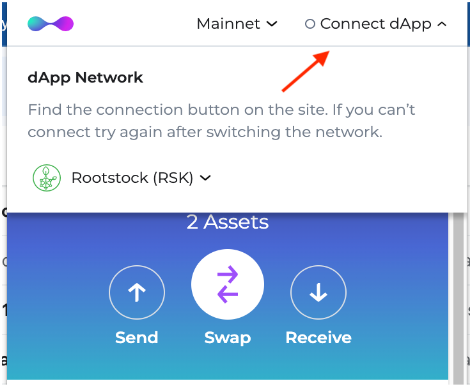 Mainnet
Connect dApp
dApp Network
Find the connection button on the site. If you can't
connect try again after switching the network.
Rootstock (RSK)
2 Assets
Send
Swap
Receive